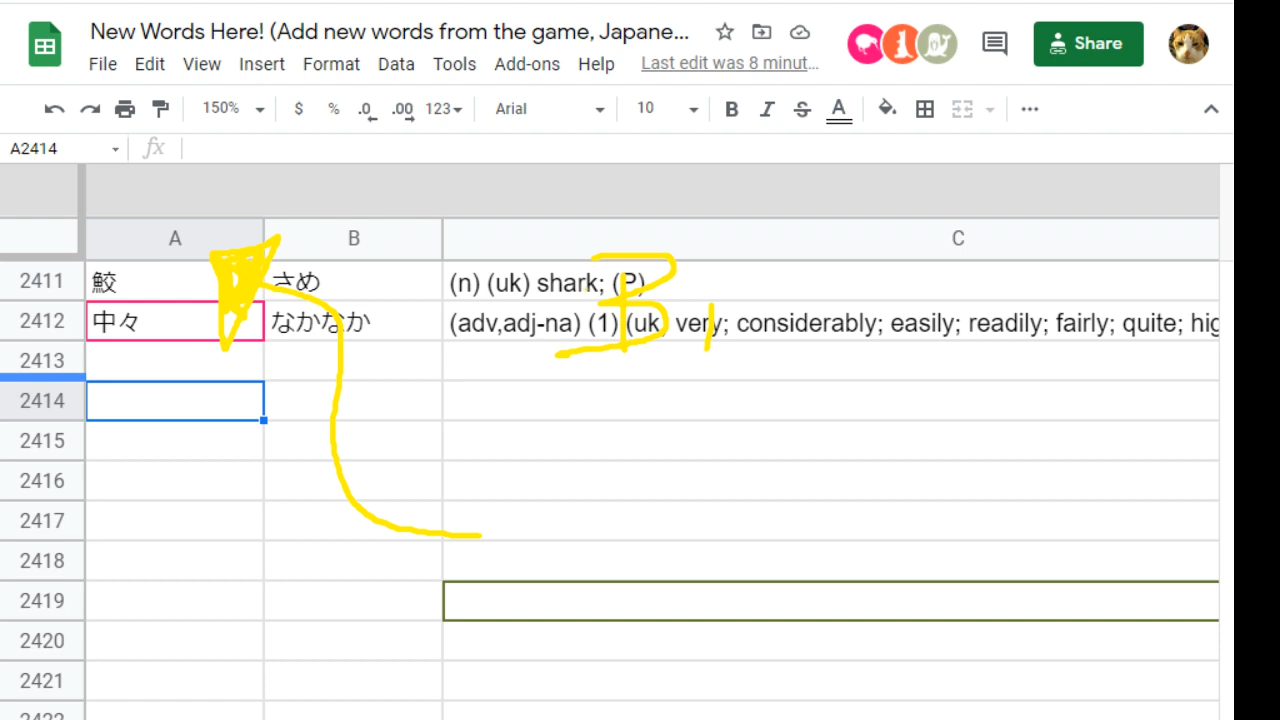 New Words Here! (Add new words from the game, Japane...
File Edit View Insert Format Data Tools Add-ons Help Last edit was 8 minut...
Share
150% $ % .0 .00 123 Arial 10 B I S A
A2414 fx
A B C
2411 鮫 さめ (n) (uk) shark; (P)
2412 中々 なかなか (adv,adj-na) (1) (uk) very; considerably; easily; readily; fairly; quite; hig
2413
2414
2415
2416
2417
2418
2419
2420
2421
2422